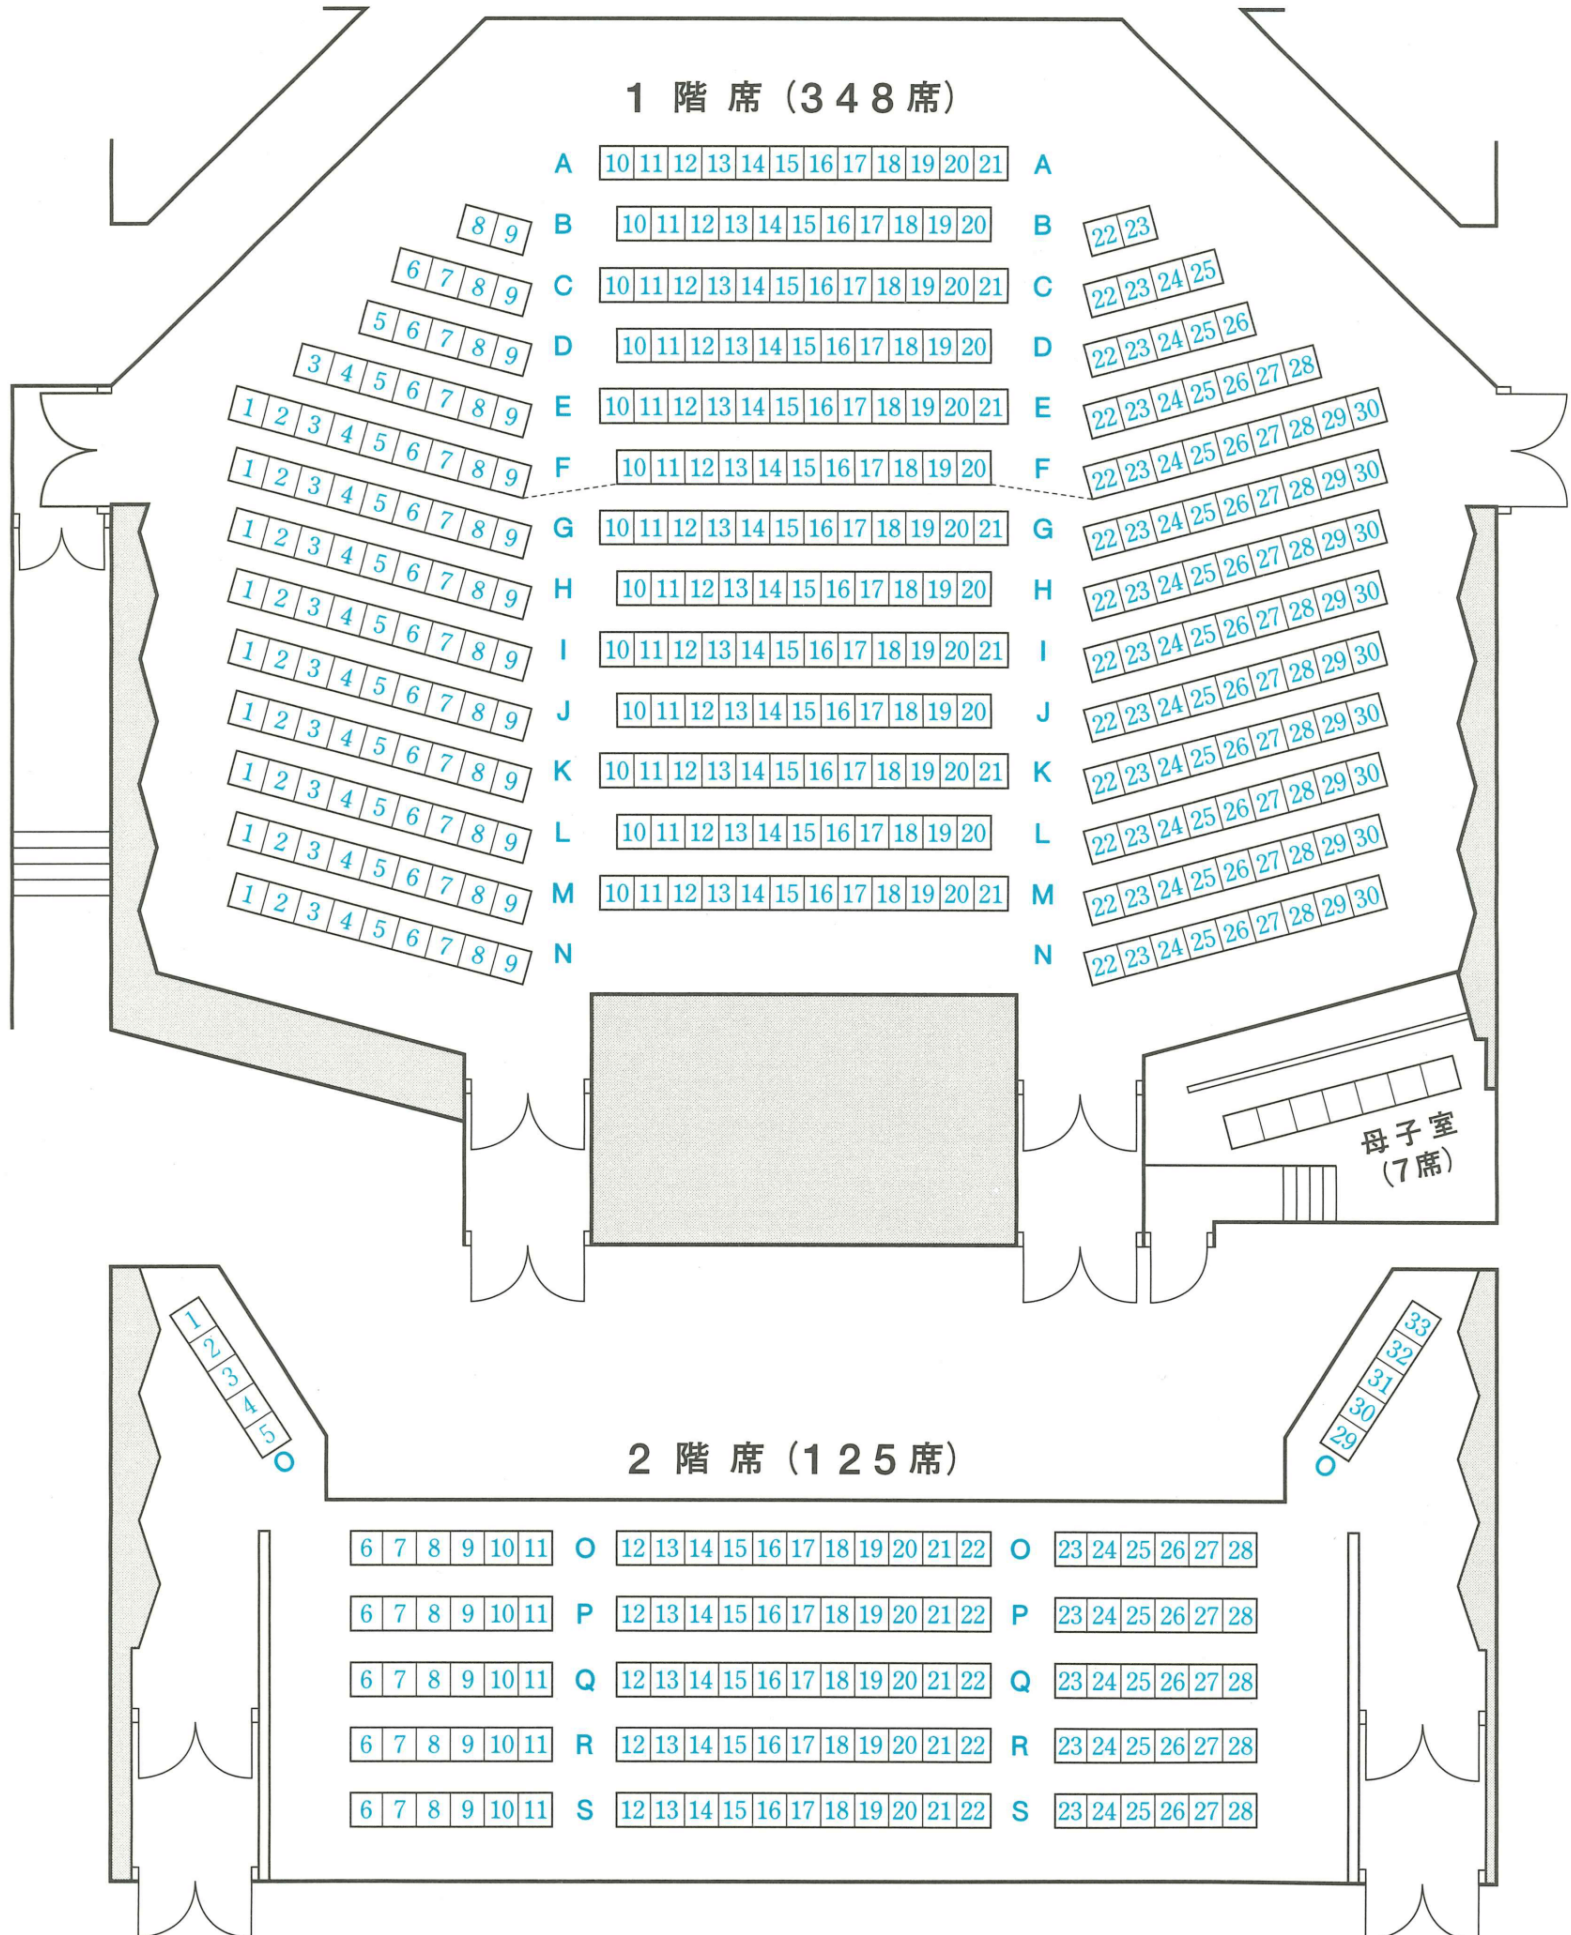 1 階 席 (3 4 8 席)
A 10 11 12 13 14 15 16 17 18 19 20 21 A
8 9 B 10 11 12 13 14 15 16 17 18 19 20 B 22 23
6 7 8 9 C 10 11 12 13 14 15 16 17 18 19 20 21 C 22 23 24 25
5 6 7 8 9 D 10 11 12 13 14 15 16 17 18 19 20 D 22 23 24 25 26
3 4 5 6 7 8 9 E 10 11 12 13 14 15 16 17 18 19 20 21 E 22 23 24 25 26 27 28
1 2 3 4 5 6 7 8 9 F 10 11 12 13 14 15 16 17 18 19 20 F 22 23 24 25 26 27 28 29 30
1 2 3 4 5 6 7 8 9 G 10 11 12 13 14 15 16 17 18 19 20 21 G 22 23 24 25 26 27 28 29 30
1 2 3 4 5 6 7 8 9 H 10 11 12 13 14 15 16 17 18 19 20 H 22 23 24 25 26 27 28 29 30
1 2 3 4 5 6 7 8 9 I 10 11 12 13 14 15 16 17 18 19 20 21 I 22 23 24 25 26 27 28 29 30
1 2 3 4 5 6 7 8 9 J 10 11 12 13 14 15 16 17 18 19 20 J 22 23 24 25 26 27 28 29 30
1 2 3 4 5 6 7 8 9 K 10 11 12 13 14 15 16 17 18 19 20 21 K 22 23 24 25 26 27 28 29 30
1 2 3 4 5 6 7 8 9 L 10 11 12 13 14 15 16 17 18 19 20 L 22 23 24 25 26 27 28 29 30
1 2 3 4 5 6 7 8 9 M 10 11 12 13 14 15 16 17 18 19 20 21 M 22 23 24 25 26 27 28 29 30
1 2 3 4 5 6 7 8 9 N N 22 23 24 25 26 27 28 29 30
母子室
(7席)
1 2 3 4 5 O
33 32 31 30 29 O
2 階 席 (1 2 5 席)
6 7 8 9 10 11 O 12 13 14 15 16 17 18 19 20 21 22 O 23 24 25 26 27 28
6 7 8 9 10 11 P 12 13 14 15 16 17 18 19 20 21 22 P 23 24 25 26 27 28
6 7 8 9 10 11 Q 12 13 14 15 16 17 18 19 20 21 22 Q 23 24 25 26 27 28
6 7 8 9 10 11 R 12 13 14 15 16 17 18 19 20 21 22 R 23 24 25 26 27 28
6 7 8 9 10 11 S 12 13 14 15 16 17 18 19 20 21 22 S 23 24 25 26 27 28